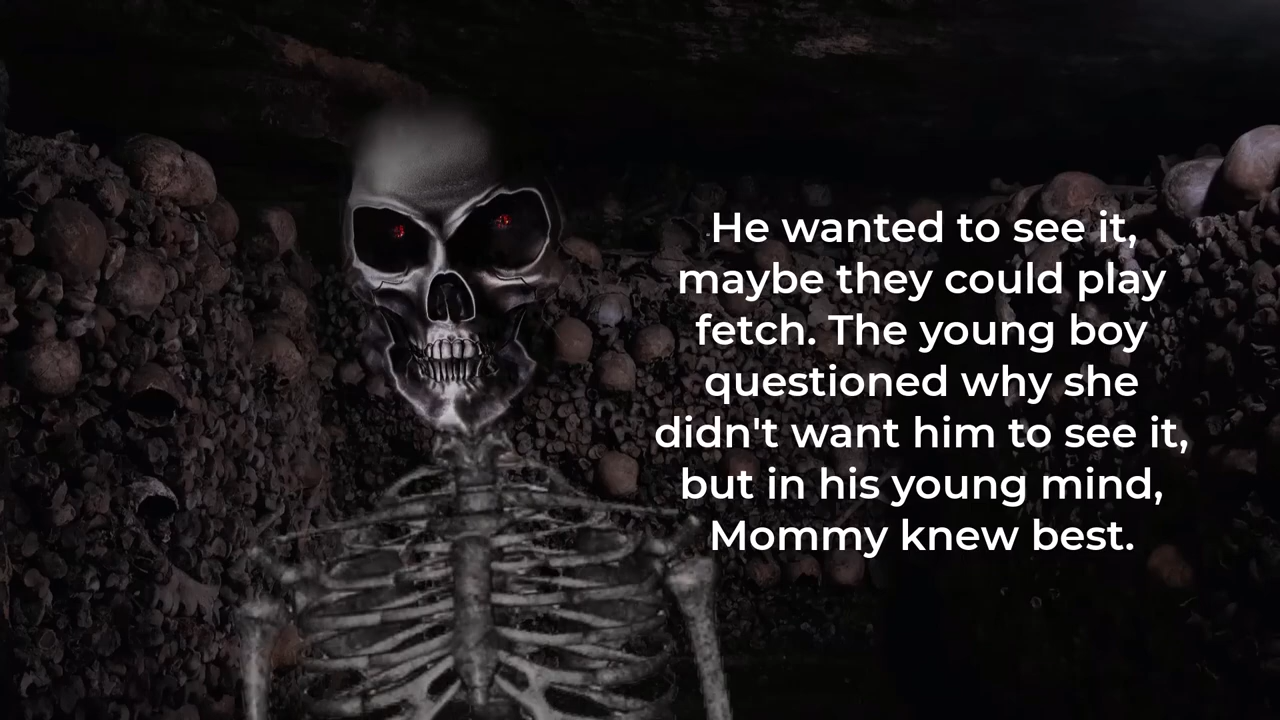 He wanted to see it,
maybe they could play
fetch. The young boy
questioned why she
didn't want him to see it,
but in his young mind,
Mommy knew best.